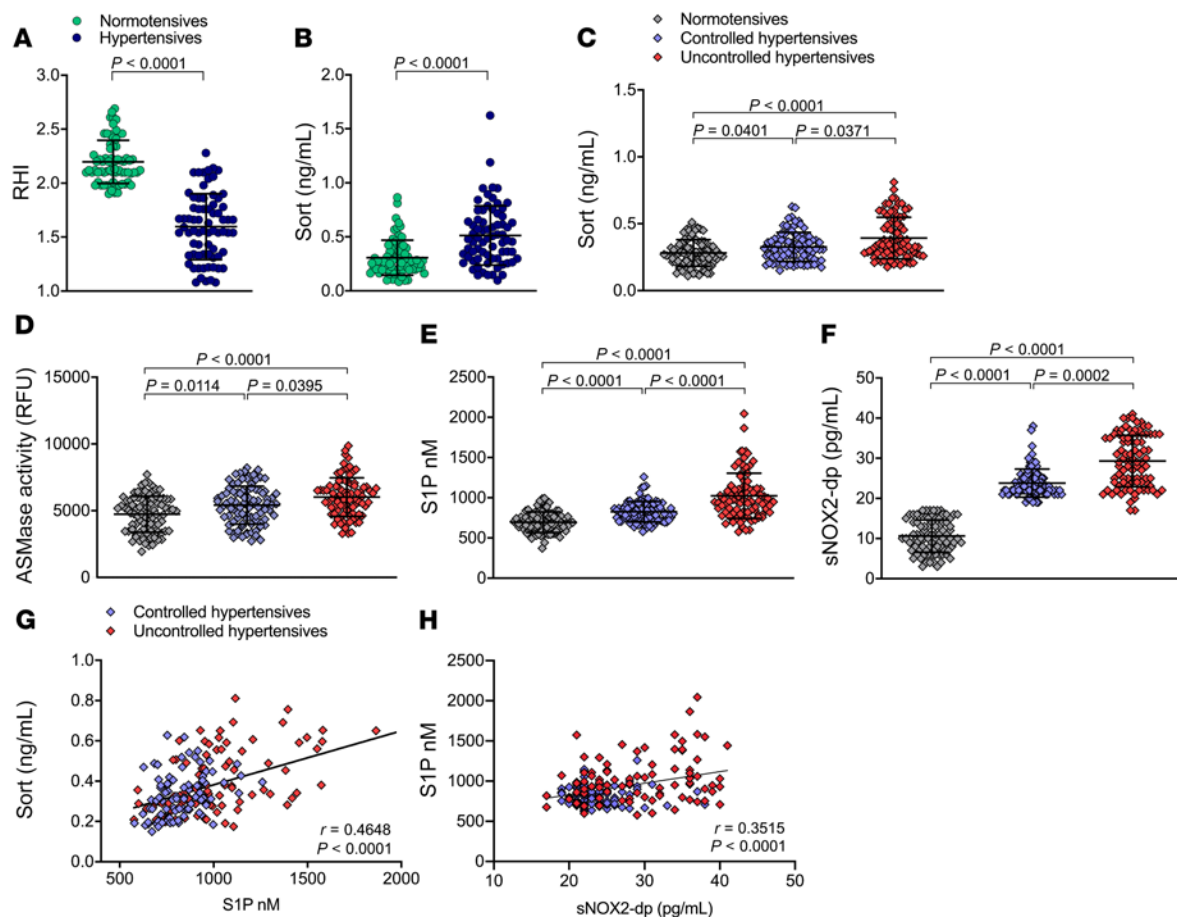 A
Normotensives
Hypertensives
P < 0.0001
3.0
2.5
2.0
1.5
1.0
RHI
B
P < 0.0001
2.0
1.5
1.0
0.5
0.0
Sort (ng/mL)
C
Normotensives
Controlled hypertensives
Uncontrolled hypertensives
P < 0.0001
P = 0.0401
P = 0.0371
1.5
1.0
0.5
0.0
Sort (ng/mL)
D
P < 0.0001
P = 0.0114
P = 0.0395
15000
10000
5000
0
ASMase activity (RFU)
E
P < 0.0001
P < 0.0001
P < 0.0001
2500
2000
1500
1000
500
0
S1P nM
F
P < 0.0001
P < 0.0001
P = 0.0002
50
40
30
20
10
0
sNOX2-dp (pg/mL)
G
Controlled hypertensives
Uncontrolled hypertensives
1.0
0.8
0.6
0.4
0.2
0.0
Sort (ng/mL)
r = 0.4648
P < 0.0001
500
1000
1500
2000
S1P nM
H
2500
2000
1500
1000
500
0
S1P nM
r = 0.3515
P < 0.0001
10
20
30
40
50
sNOX2-dp (pg/mL)